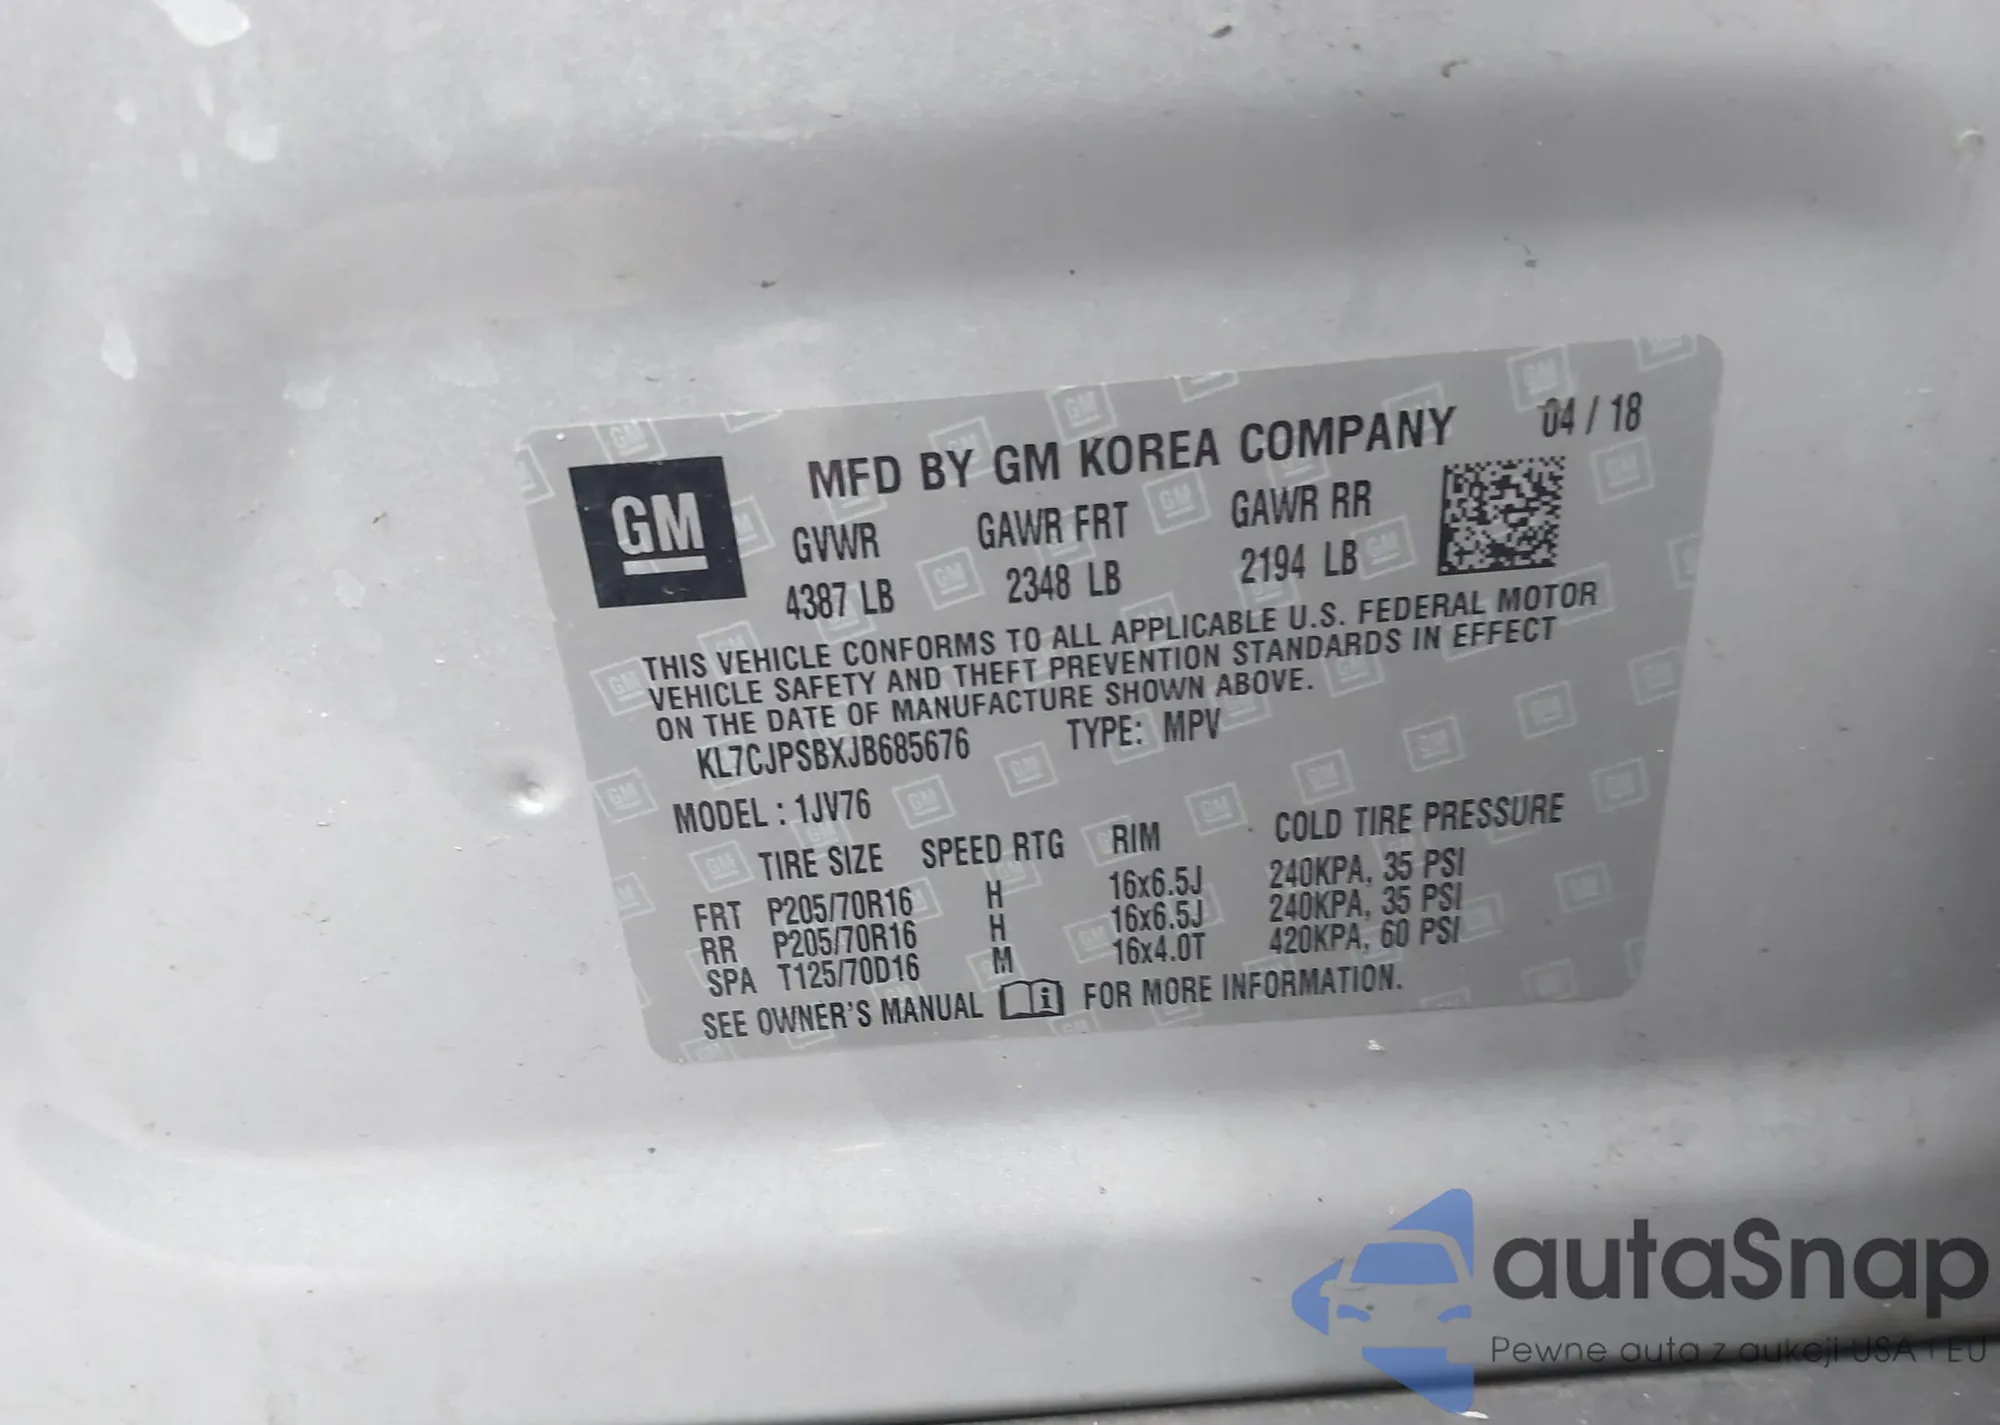 MFD BY GM KOREA COMPANY 04 / 18
GM
GVWR GAWR FRT GAWR RR
4387 LB 2348 LB 2194 LB
THIS VEHICLE CONFORMS TO ALL APPLICABLE U.S. FEDERAL MOTOR
VEHICLE SAFETY AND THEFT PREVENTION STANDARDS IN EFFECT
ON THE DATE OF MANUFACTURE SHOWN ABOVE.
KL7CJPSBXJB685676 TYPE: MPV
MODEL : 1JV76
TIRE SIZE SPEED RTG RIM COLD TIRE PRESSURE
FRT P205/70R16 H 16x6.5J 240KPA, 35 PSI
RR P205/70R16 H 16x6.5J 240KPA, 35 PSI
SPA T125/70D16 M 16x4.0T 420KPA, 60 PSI
SEE OWNER'S MANUAL i FOR MORE INFORMATION.
autaSnap
Pewne auta z aukcji USA i EU